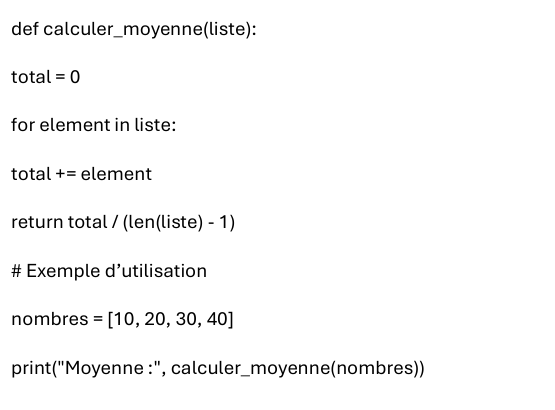 def calculer_moyenne(liste):
total = 0
for element in liste:
total += element
return total / (len(liste) - 1)
# Exemple d’utilisation
nombres = [10, 20, 30, 40]
print("Moyenne :", calculer_moyenne(nombres))